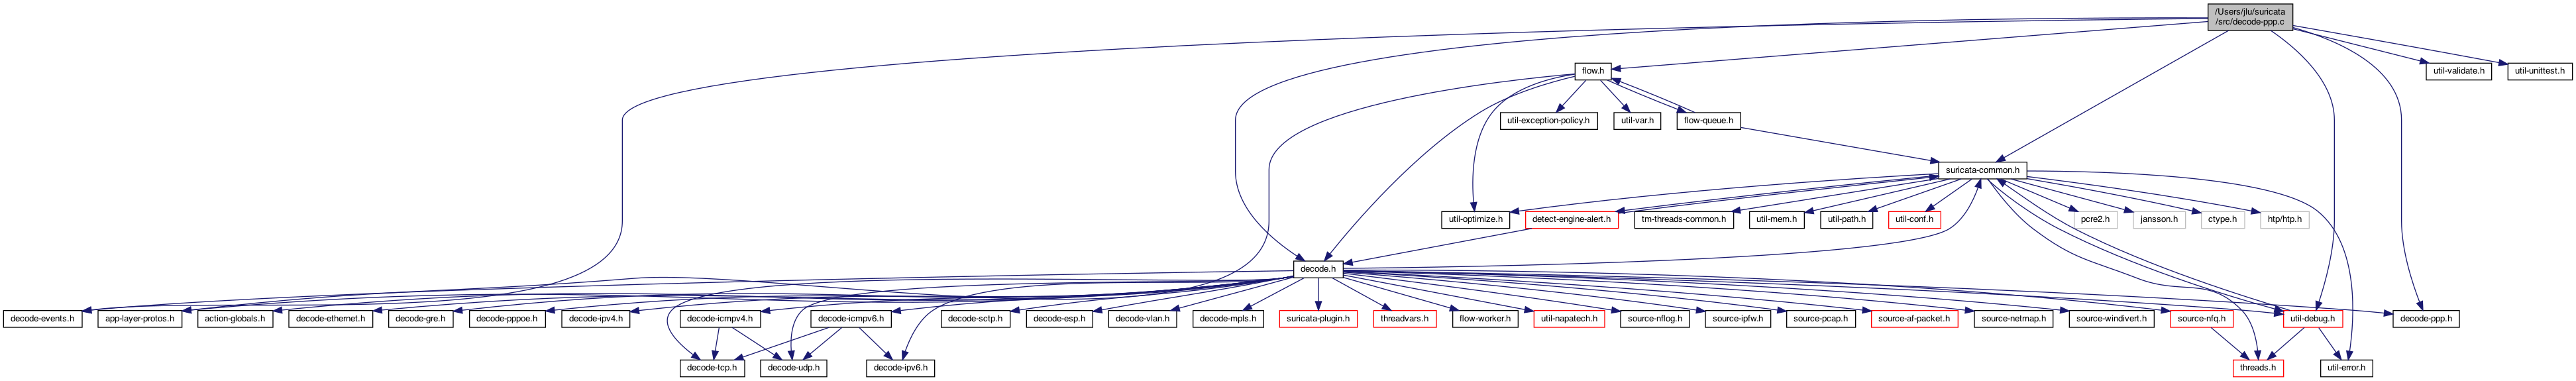 /Users/jlu/suricata
/src/decode-ppp.c
flow.h
util-validate.h
util-unittest.h
util-exception-policy.h
util-var.h
flow-queue.h
suricata-common.h
util-optimize.h
detect-engine-alert.h
tm-threads-common.h
util-mem.h
util-path.h
util-conf.h
pcre2.h
jansson.h
ctype.h
htp/htp.h
decode.h
decode-events.h
app-layer-protos.h
action-globals.h
decode-ethernet.h
decode-gre.h
decode-pppoe.h
decode-ipv4.h
decode-icmpv4.h
decode-icmpv6.h
decode-sctp.h
decode-esp.h
decode-vlan.h
decode-mpls.h
suricata-plugin.h
threadvars.h
flow-worker.h
util-napatech.h
source-nflog.h
source-ipfw.h
source-pcap.h
source-af-packet.h
source-netmap.h
source-windivert.h
source-nfq.h
util-debug.h
decode-ppp.h
decode-tcp.h
decode-udp.h
decode-ipv6.h
threads.h
util-error.h